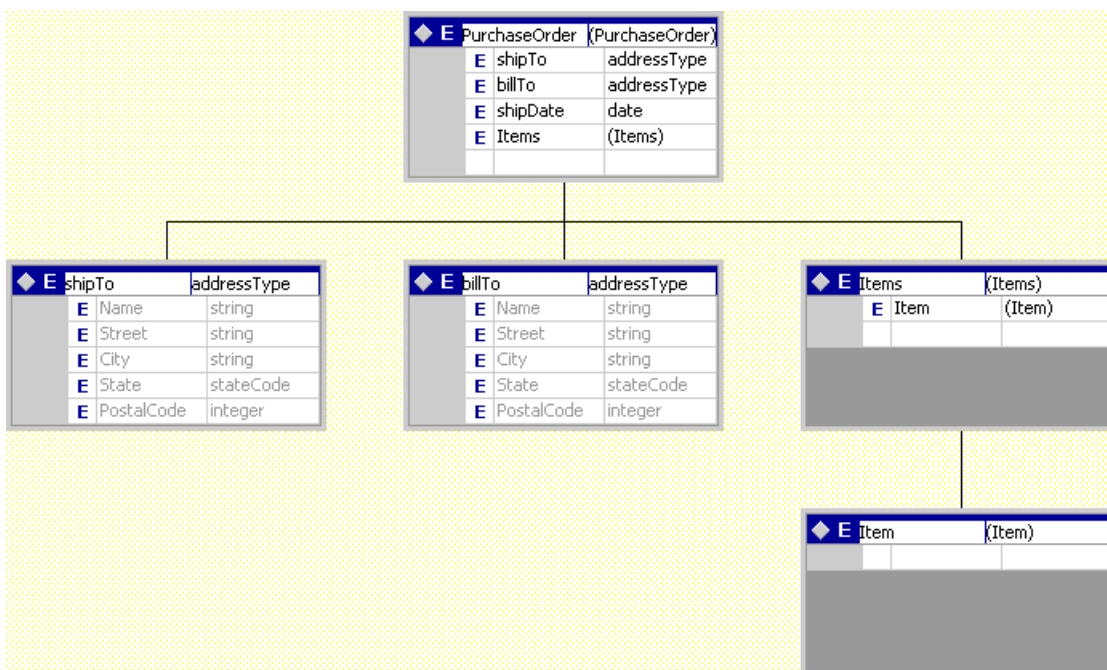 E PurchaseOrder (PurchaseOrder)
E shipTo addressType
E billTo addressType
E shipDate date
E Items (Items)
E shipTo addressType
E Name string
E Street string
E City string
E State stateCode
E PostalCode integer
E billTo addressType
E Name string
E Street string
E City string
E State stateCode
E PostalCode integer
E Items (Items)
E Item (Item)
E Item (Item)